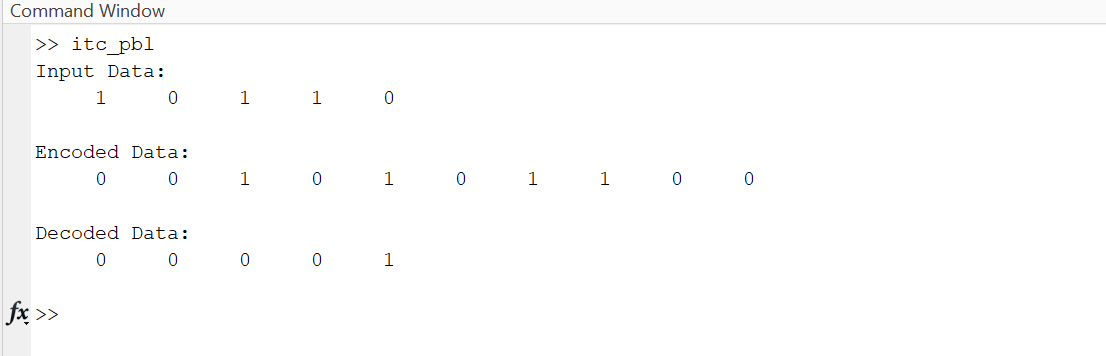 Command Window
>> itc_pbl
Input Data:
1 0 1 1 0
Encoded Data:
0 0 1 0 1 0 1 1 0 0
Decoded Data:
0 0 0 0 1
fx >>